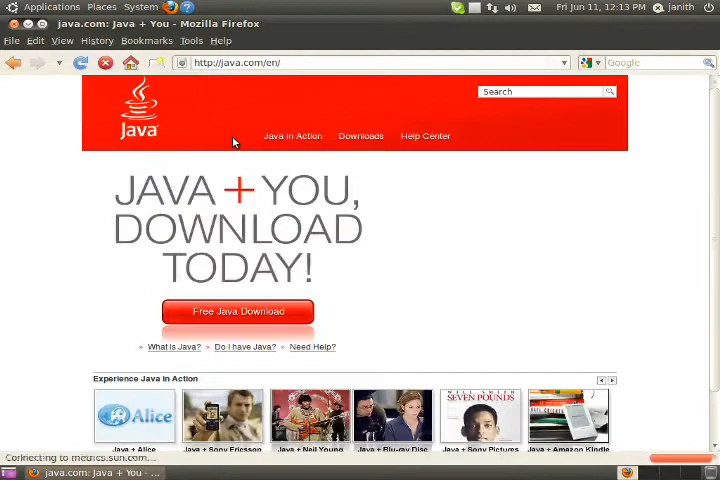 Applications Places System
Fri Jun 11, 12:13 PM janith
java.com: Java + You - Mozilla Firefox
File Edit View History Bookmarks Tools Help
http://java.com/en/
Google
Java
Search
Java in Action Downloads Help Center
JAVA + YOU,
DOWNLOAD
TODAY!
Free Java Download
» What is Java? » Do I have Java? » Need Help?
Experience Java in Action
Alice
WILL SMITH
SEVEN POUNDS
Java + Alice Java + Sony Ericsson Java + Neil Young Java + Blu-ray Disc Java + Sony Pictures Java + Amazon Kindle
Connecting to metrics.sun.com...
java.com: Java + You - ...